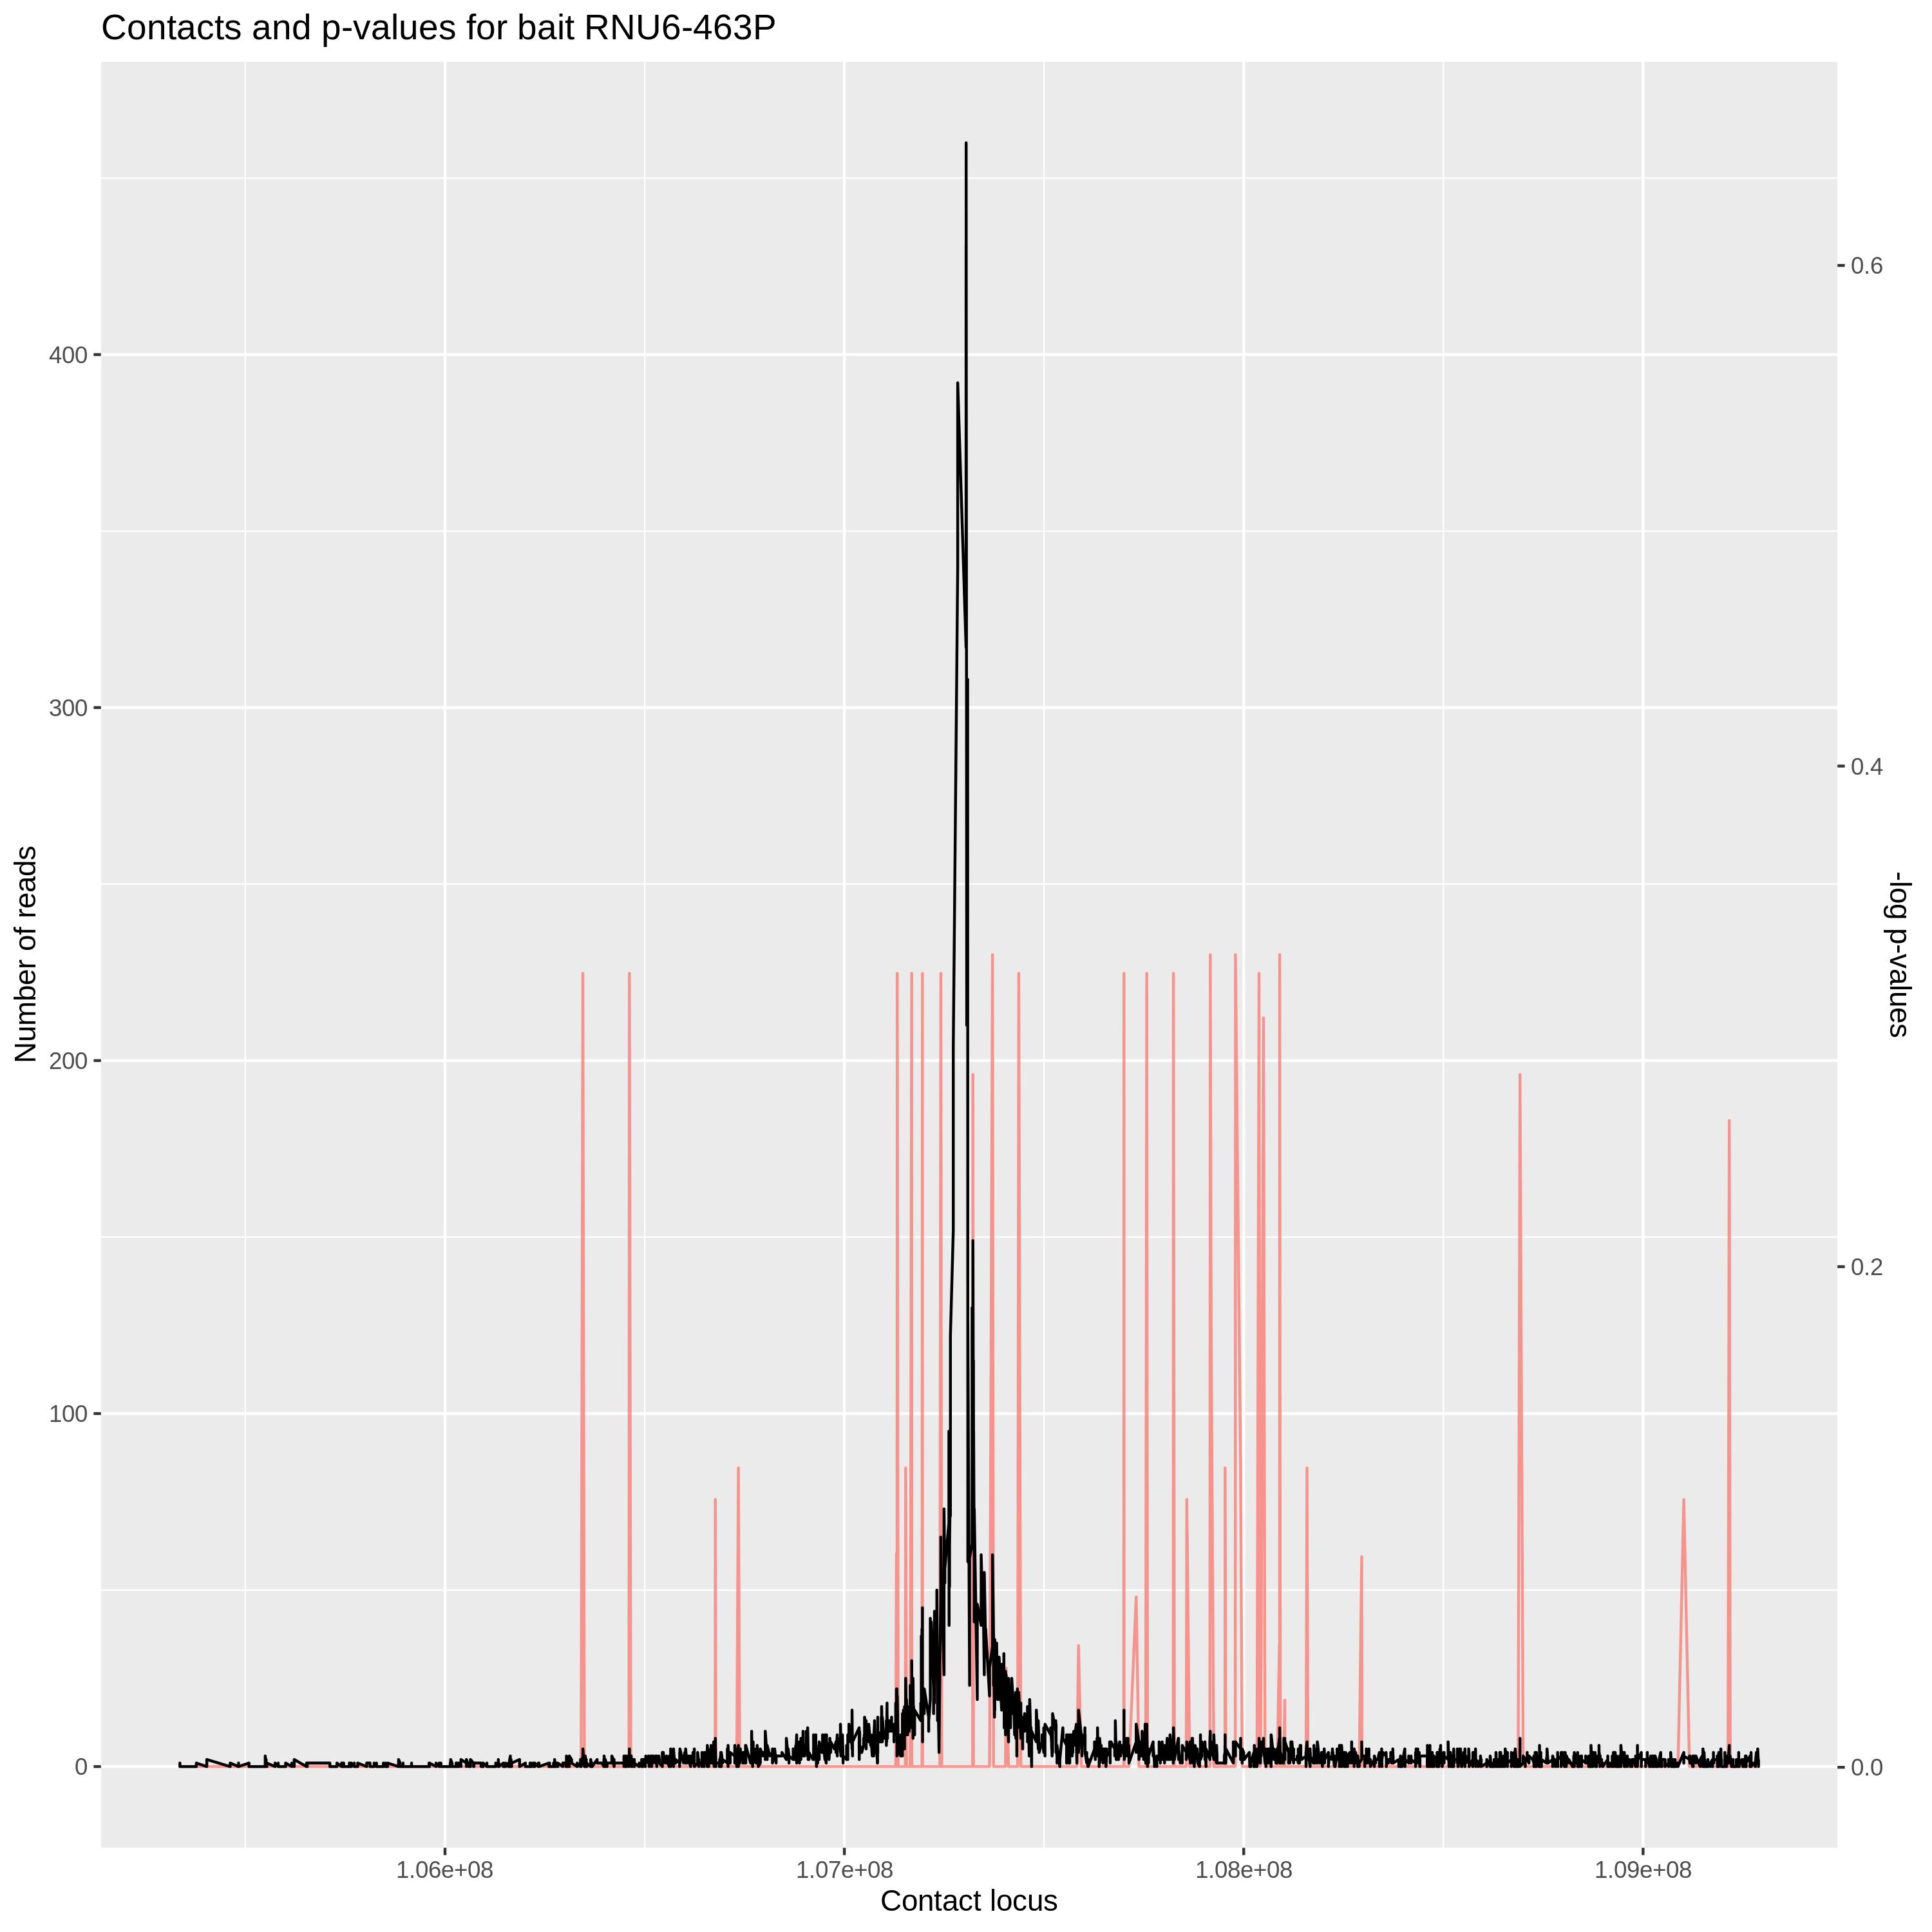 Contacts and p-values for bait RNU6-463P
Number of reads
400
300
200
100
0
0.6
0.4
0.2
0.0
-log p-values
1.06e+08
1.07e+08
1.08e+08
1.09e+08
Contact locus